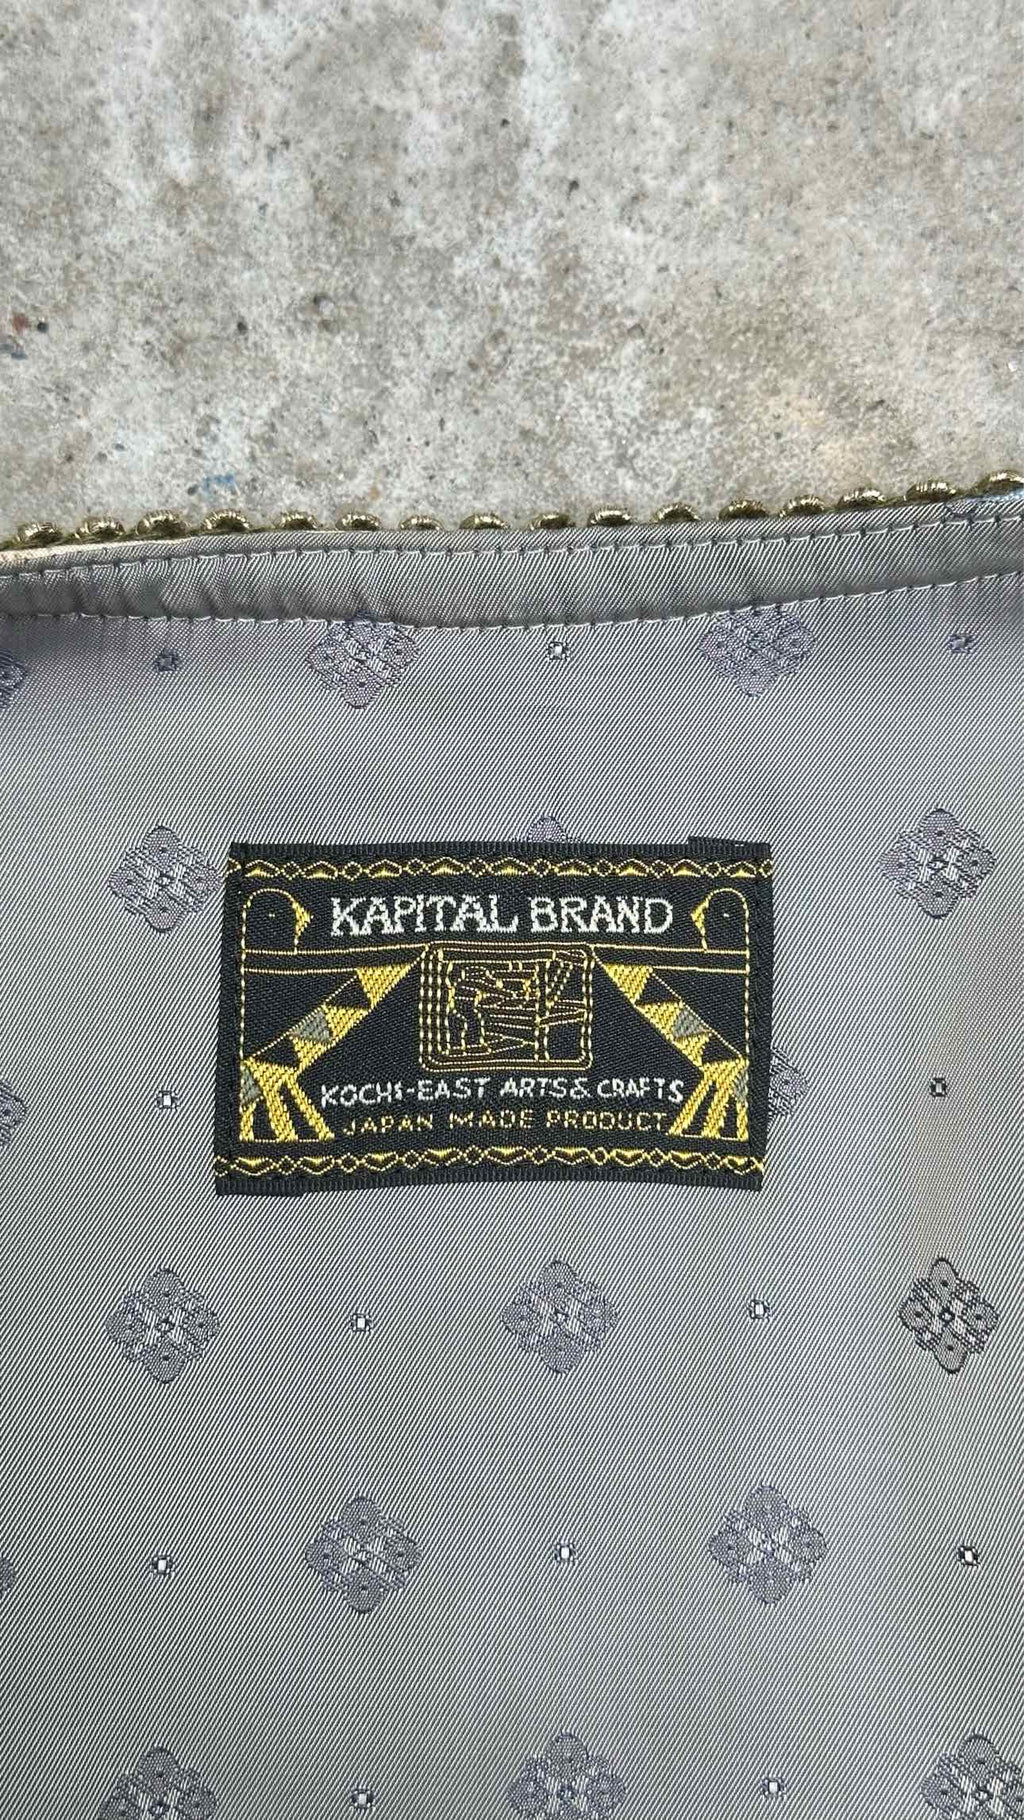 KAPITAL BRAND
KOCHI-EAST ARTS & CRAFTS
JAPAN MADE PRODUCT